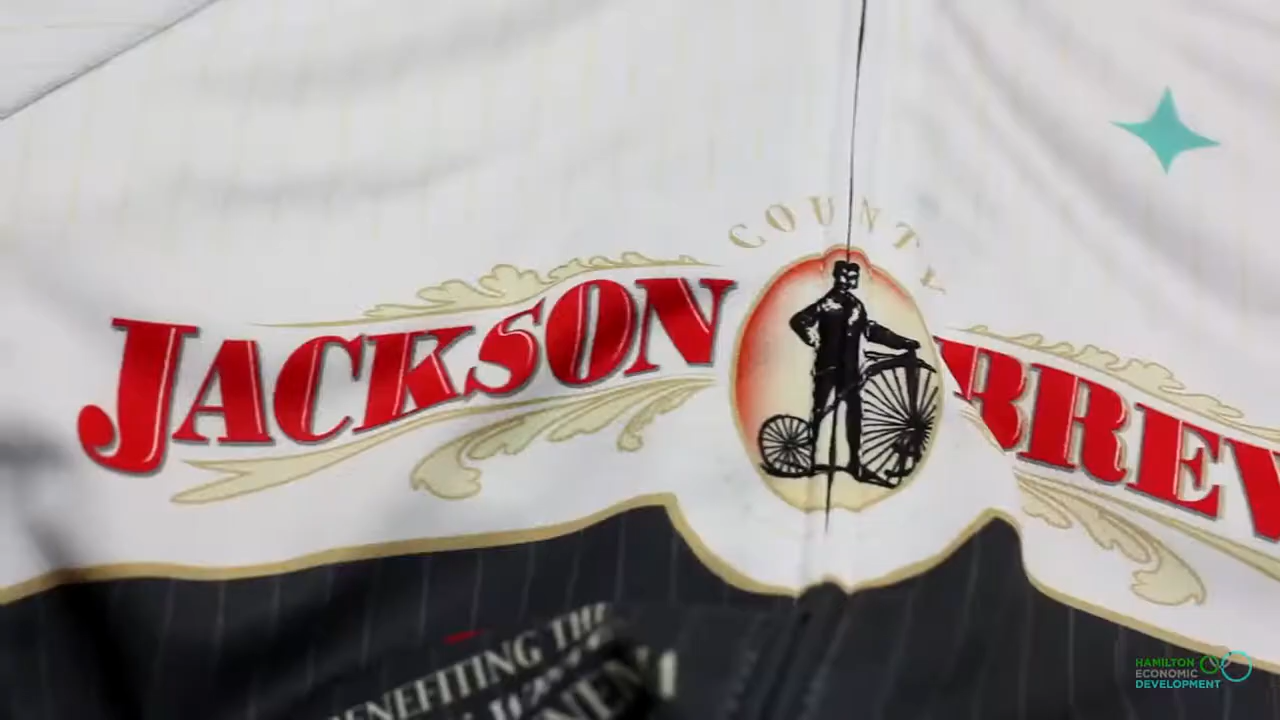 COUNTY
JACKSON BREW
BENEFITING THE
HAMILTON
ECONOMIC
DEVELOPMENT